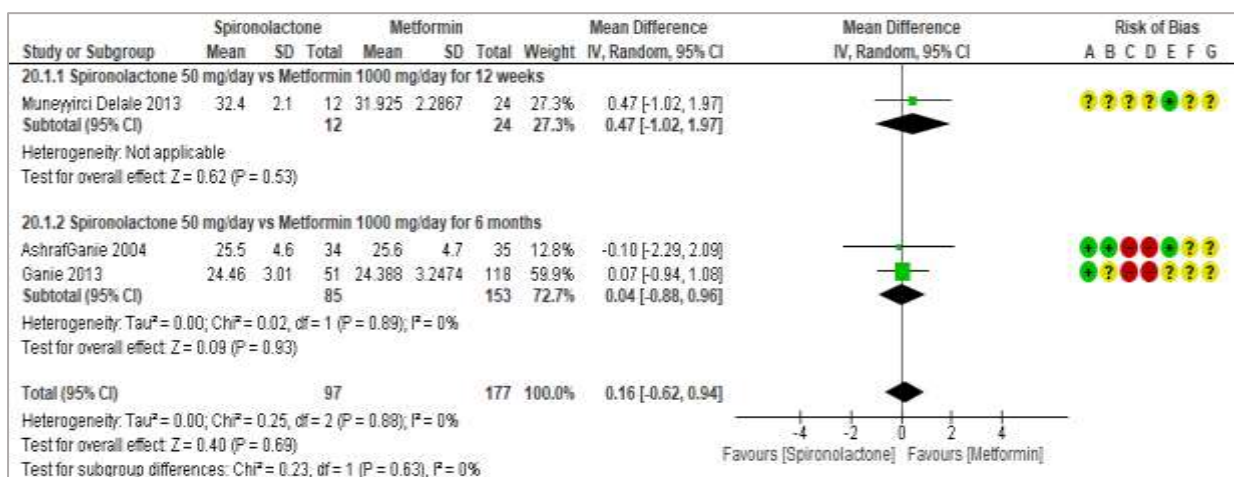 Spironolactone Metformin Mean Difference Mean Difference Risk of Bias
Study or Subgroup Mean SD Total Mean SD Total Weight IV, Random, 95% CI IV, Random, 95% CI A B C D E F G
20.1.1 Spironolactone 50 mg/day vs Metformin 1000 mg/day for 12 weeks
Muneyyirci Delale 2013 32.4 2.1 12 31.925 2.2867 24 27.3% 0.47 [-1.02, 1.97] ? ? ? ? + ? ?
Subtotal (95% CI) 12 24 27.3% 0.47 [-1.02, 1.97]
Heterogeneity: Not applicable
Test for overall effect: Z = 0.62 (P = 0.53)
20.1.2 Spironolactone 50 mg/day vs Metformin 1000 mg/day for 6 months
AshrafGanie 2004 25.5 4.6 34 25.6 4.7 35 12.8% -0.10 [-2.29, 2.09] + + - - + ? ?
Ganie 2013 24.46 3.01 51 24.388 3.2474 118 59.9% 0.07 [-0.94, 1.08] + ? - - ? ? ?
Subtotal (95% CI) 85 153 72.7% 0.04 [-0.88, 0.96]
Heterogeneity: Tau² = 0.00; Chi² = 0.02, df = 1 (P = 0.89); I² = 0%
Test for overall effect: Z = 0.09 (P = 0.93)
Total (95% CI) 97 177 100.0% 0.16 [-0.62, 0.94]
Heterogeneity: Tau² = 0.00; Chi² = 0.25, df = 2 (P = 0.88); I² = 0%
Test for overall effect: Z = 0.40 (P = 0.69)
Test for subgroup differences: Chi² = 0.23, df = 1 (P = 0.63), I² = 0%
-4 -2 0 2 4
Favours [Spironolactone] Favours [Metformin]